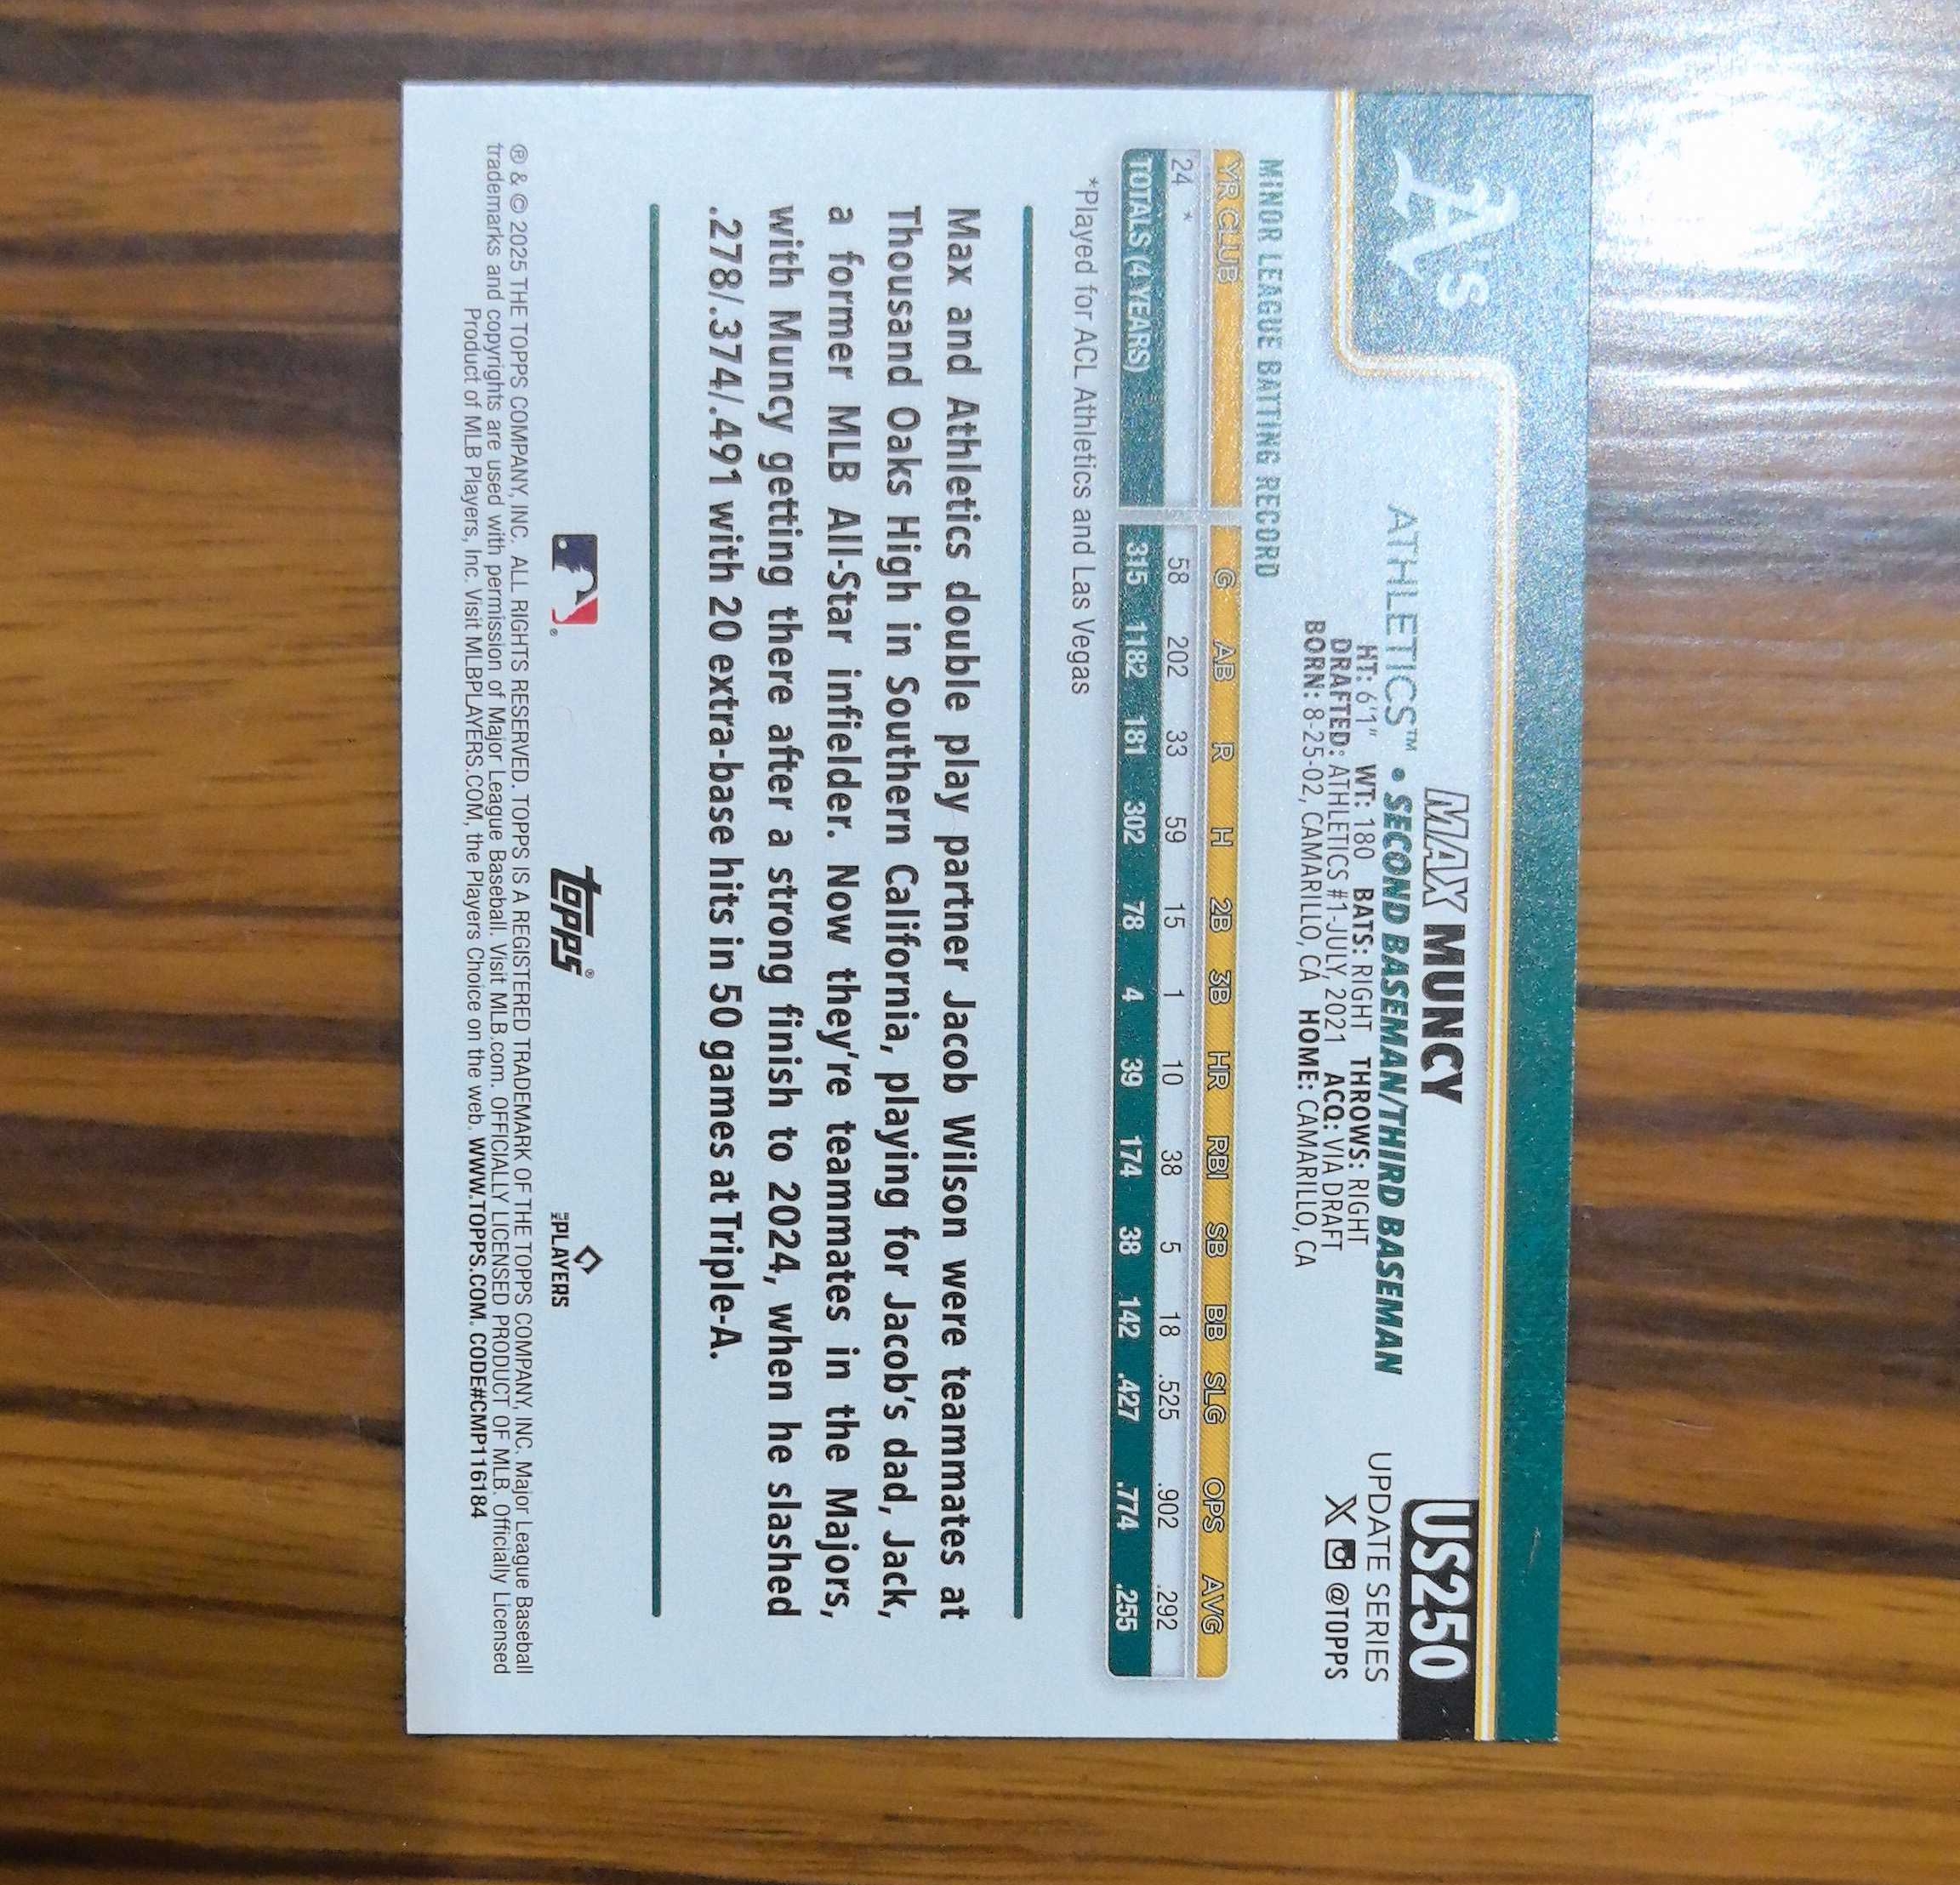 A's
MAX MUNCY
US250
ATHLETICS™ • SECOND BASEMAN/THIRD BASEMAN
UPDATE SERIES
HT: 6'1" WT: 180 BATS: RIGHT THROWS: RIGHT
X @TOPPS
DRAFTED: ATHLETICS #1-JULY, 2021 ACQ: VIA DRAFT
BORN: 8-25-02, CAMARILLO, CA HOME: CAMARILLO, CA
MINOR LEAGUE BATTING RECORD
YR CLUB G AB R H 2B 3B HR RBI SB BB SLG OPS AVG
24 * 58 202 33 59 15 1 10 38 5 18 .525 .902 .292
TOTALS (4 YEARS) 315 1182 181 302 78 4 39 174 38 142 .427 .774 .255
*Played for ACL Athletics and Las Vegas
Max and Athletics double play partner Jacob Wilson were teammates at
Thousand Oaks High in Southern California, playing for Jacob's dad, Jack,
a former MLB All-Star infielder. Now they're teammates in the Majors,
with Muncy getting there after a strong finish to 2024, when he slashed
.278/.374/.491 with 20 extra-base hits in 50 games at Triple-A.
topps®
THE PLAYERS
® & © 2025 THE TOPPS COMPANY, INC. ALL RIGHTS RESERVED. TOPPS IS A REGISTERED TRADEMARK OF THE TOPPS COMPANY, INC. Major League Baseball
trademarks and copyrights are used with permission of Major League Baseball. Visit MLB.com. OFFICIALLY LICENSED PRODUCT OF MLB. Officially Licensed
Product of MLB Players, Inc. Visit MLBPLAYERS.COM, the Players Choice on the web. WWW.TOPPS.COM. CODE#CMP116184